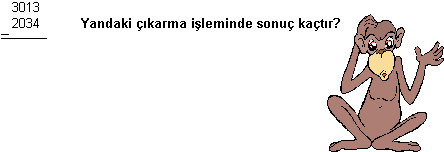 3013
2034
_
Yandaki çıkarma işleminde sonuç kaçtır?